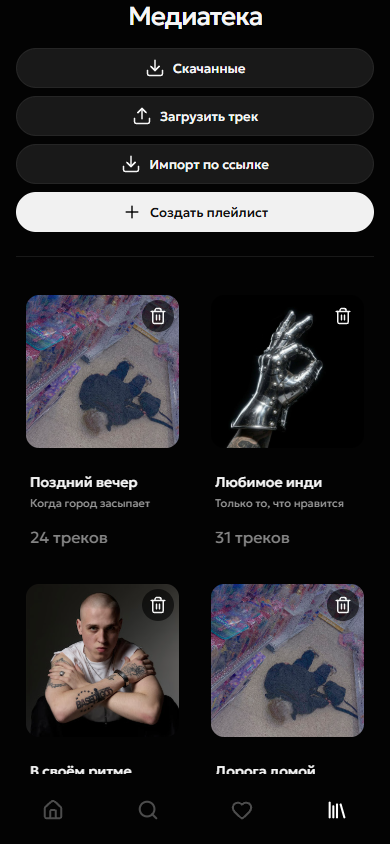 Медиатека
Скачанные
Загрузить трек
Импорт по ссылке
Создать плейлист
Поздний вечер
Когда город засыпает
24 треков
Любимое инди
Только то, что нравится
31 треков
В своём ритме
Дорога домой